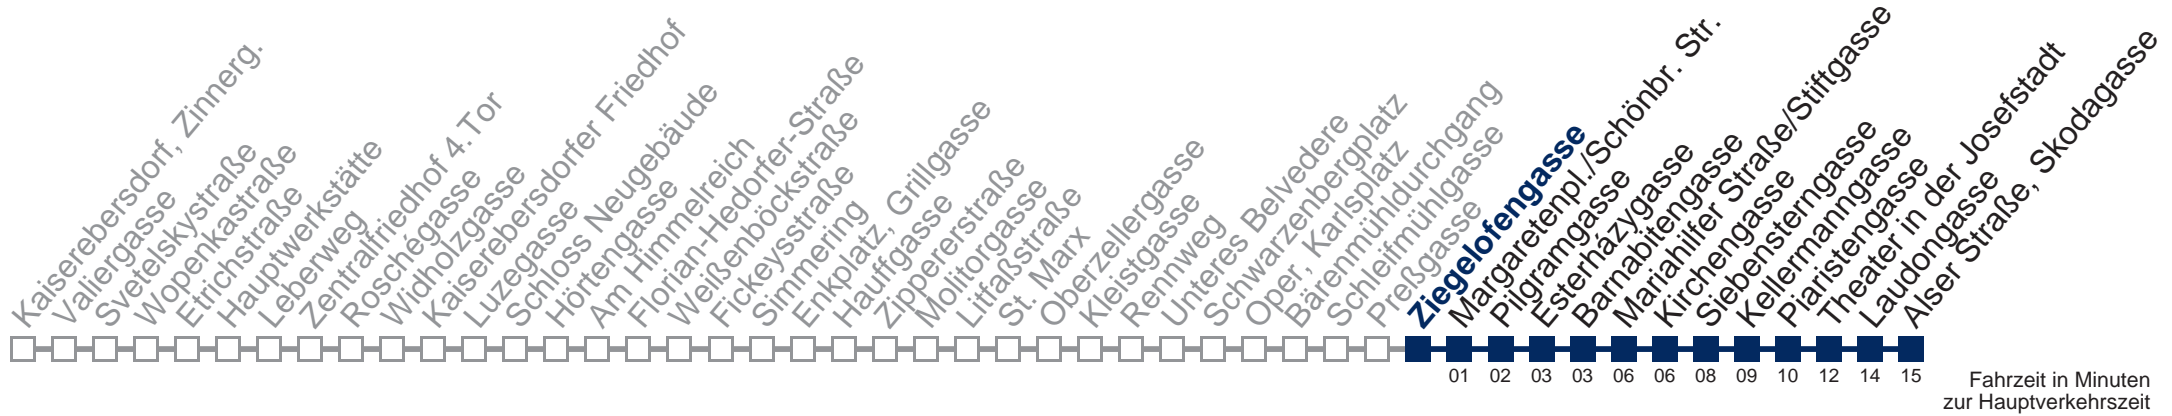 Kaiserebersdorf, Zinnerg.
Valiergasse
Svetelskystraße
Wopenkastraße
Etrichstraße
Hauptwerkstätte
Leberweg
Zentralfriedhof 4.Tor
Roschégasse
Widholzgasse
Kaiserebersdorfer Friedhof
Luzegasse
Schloss Neugebäude
Hörtengasse
Am Himmelreich
Florian-Hedorfer-Straße
Weißenböckstraße
Fickeysstraße
Simmering
Enkplatz, Grillgasse
Hauffgasse
Zippererstraße
Molitorgasse
Litfaßstraße
St. Marx
Oberzellergasse
Kleistgasse
Rennweg
Unteres Belvedere
Schwarzenbergplatz
Oper, Karlsplatz
Bärenmühldurchgang
Schleifmühlgasse
Preßgasse
Ziegelofengasse
Margaretenpl./Schönbr. Str.
Pilgramgasse
Esterházygasse
Barnabitengasse
Mariahilfer Straße/Stiftgasse
Kirchengasse
Siebensterngasse
Kellermanngasse
Piaristengasse
Theater in der Josefstadt
Laudongasse
Alser Straße, Skodagasse
01 02 03 03 06 06 08 09 10 12 14 15
Fahrzeit in Minuten
zur Hauptverkehrszeit